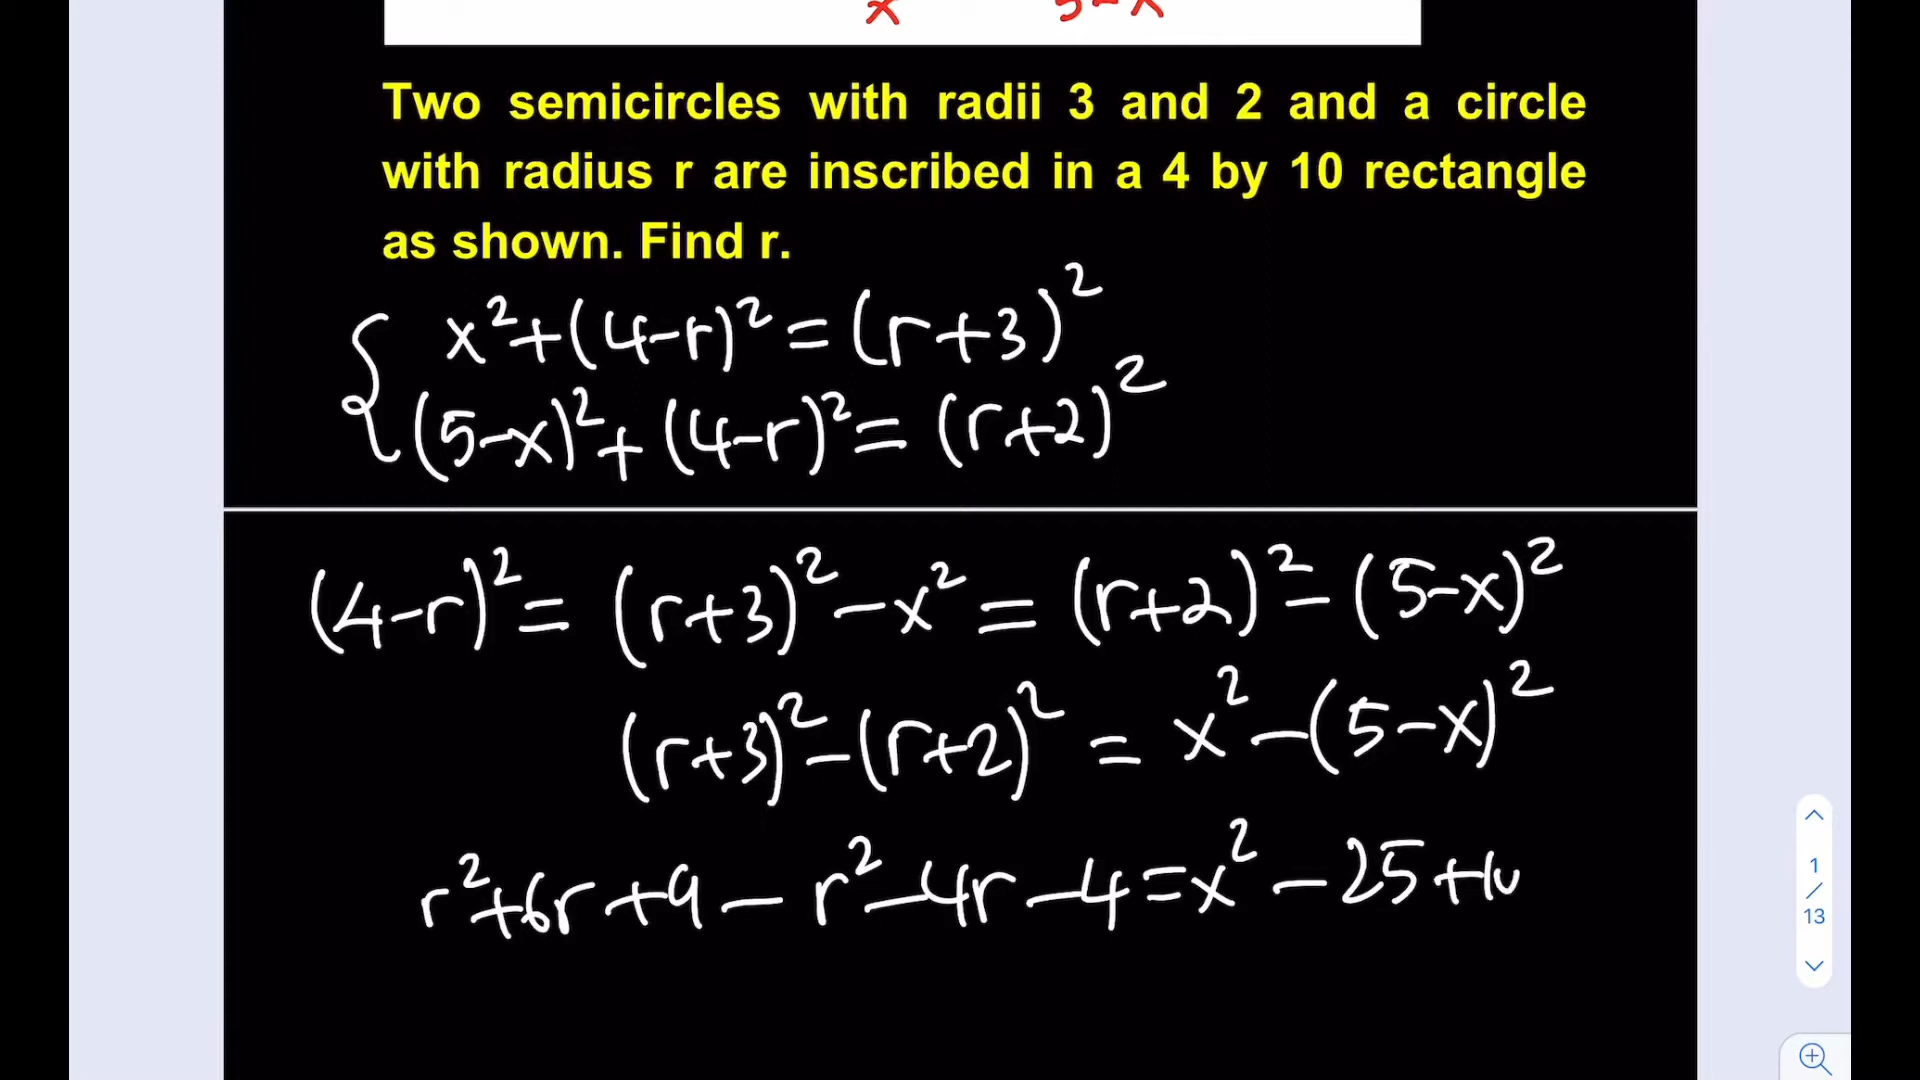 x 5-x
Two semicircles with radii 3 and 2 and a circle
with radius r are inscribed in a 4 by 10 rectangle
as shown. Find r.
x²+(4-r)²=(r+3)²
(5-x)²+(4-r)²=(r+2)²
(4-r)²=(r+3)²-x²=(r+2)²-(5-x)²
(r+3)²-(r+2)²=x²-(5-x)²
r²+6r+9-r²-4r-4=x²-25+10
1
/
13